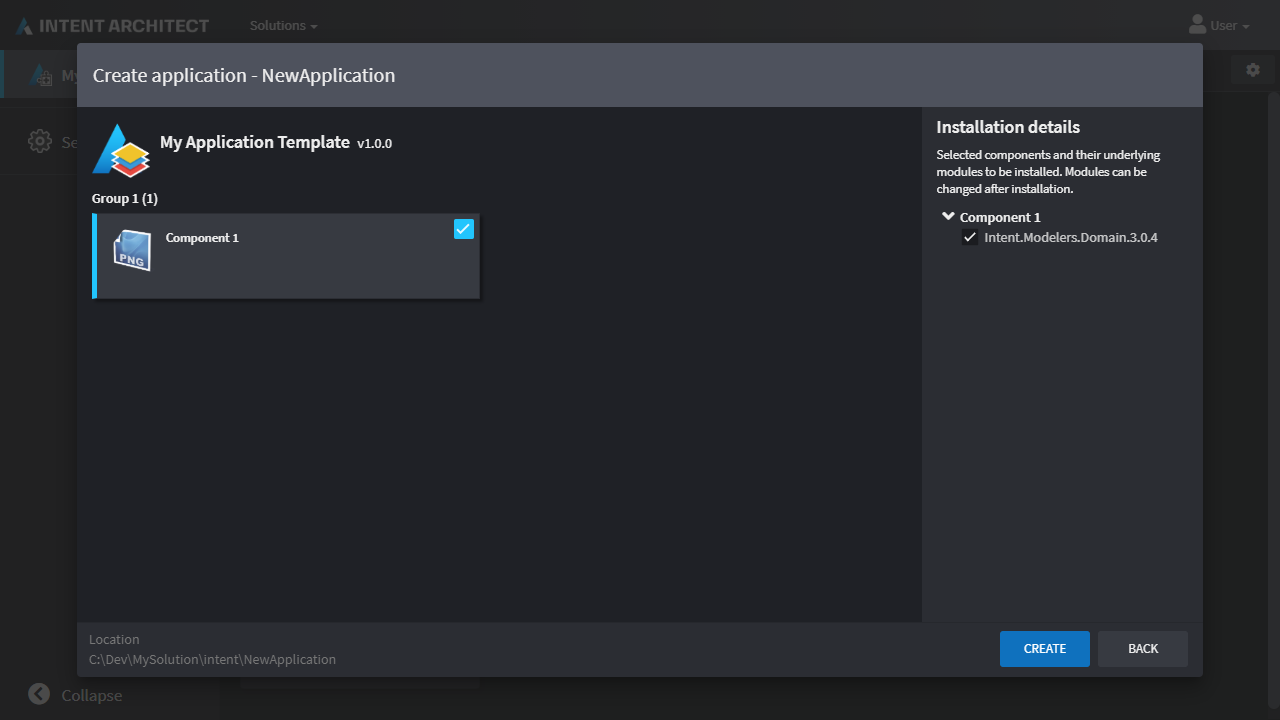 INTENT ARCHITECT
Solutions
User
My
Create application - NewApplication
Se
My Application Template v1.0.0
Group 1 (1)
Component 1
PNG
Installation details
Selected components and their underlying
modules to be installed. Modules can be
changed after installation.
Component 1
Intent.Modelers.Domain.3.0.4
Location
C:\Dev\MySolution\intent\NewApplication
CREATE
BACK
Collapse